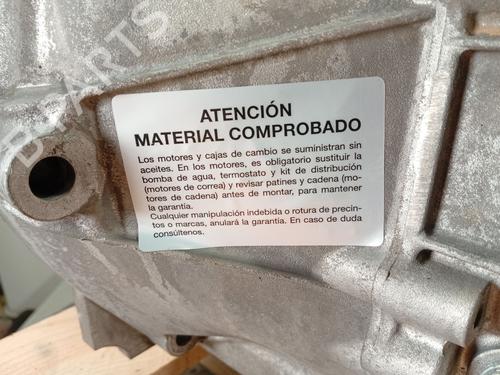 B-PARTS
ATENCIÓN
MATERIAL COMPROBADO
Los motores y cajas de cambio se suministran sin
aceites. En los motores, es obligatorio sustituir la
bomba de agua, termostato y kit de distribución
(motores de correa) y revisar patines y cadena (mo-
tores de cadena) antes de montar, para mantener
la garantía.
Cualquier manipulación indebida o rotura de precin-
tos o marcas, anulará la garantía. En caso de duda
consúltenos.